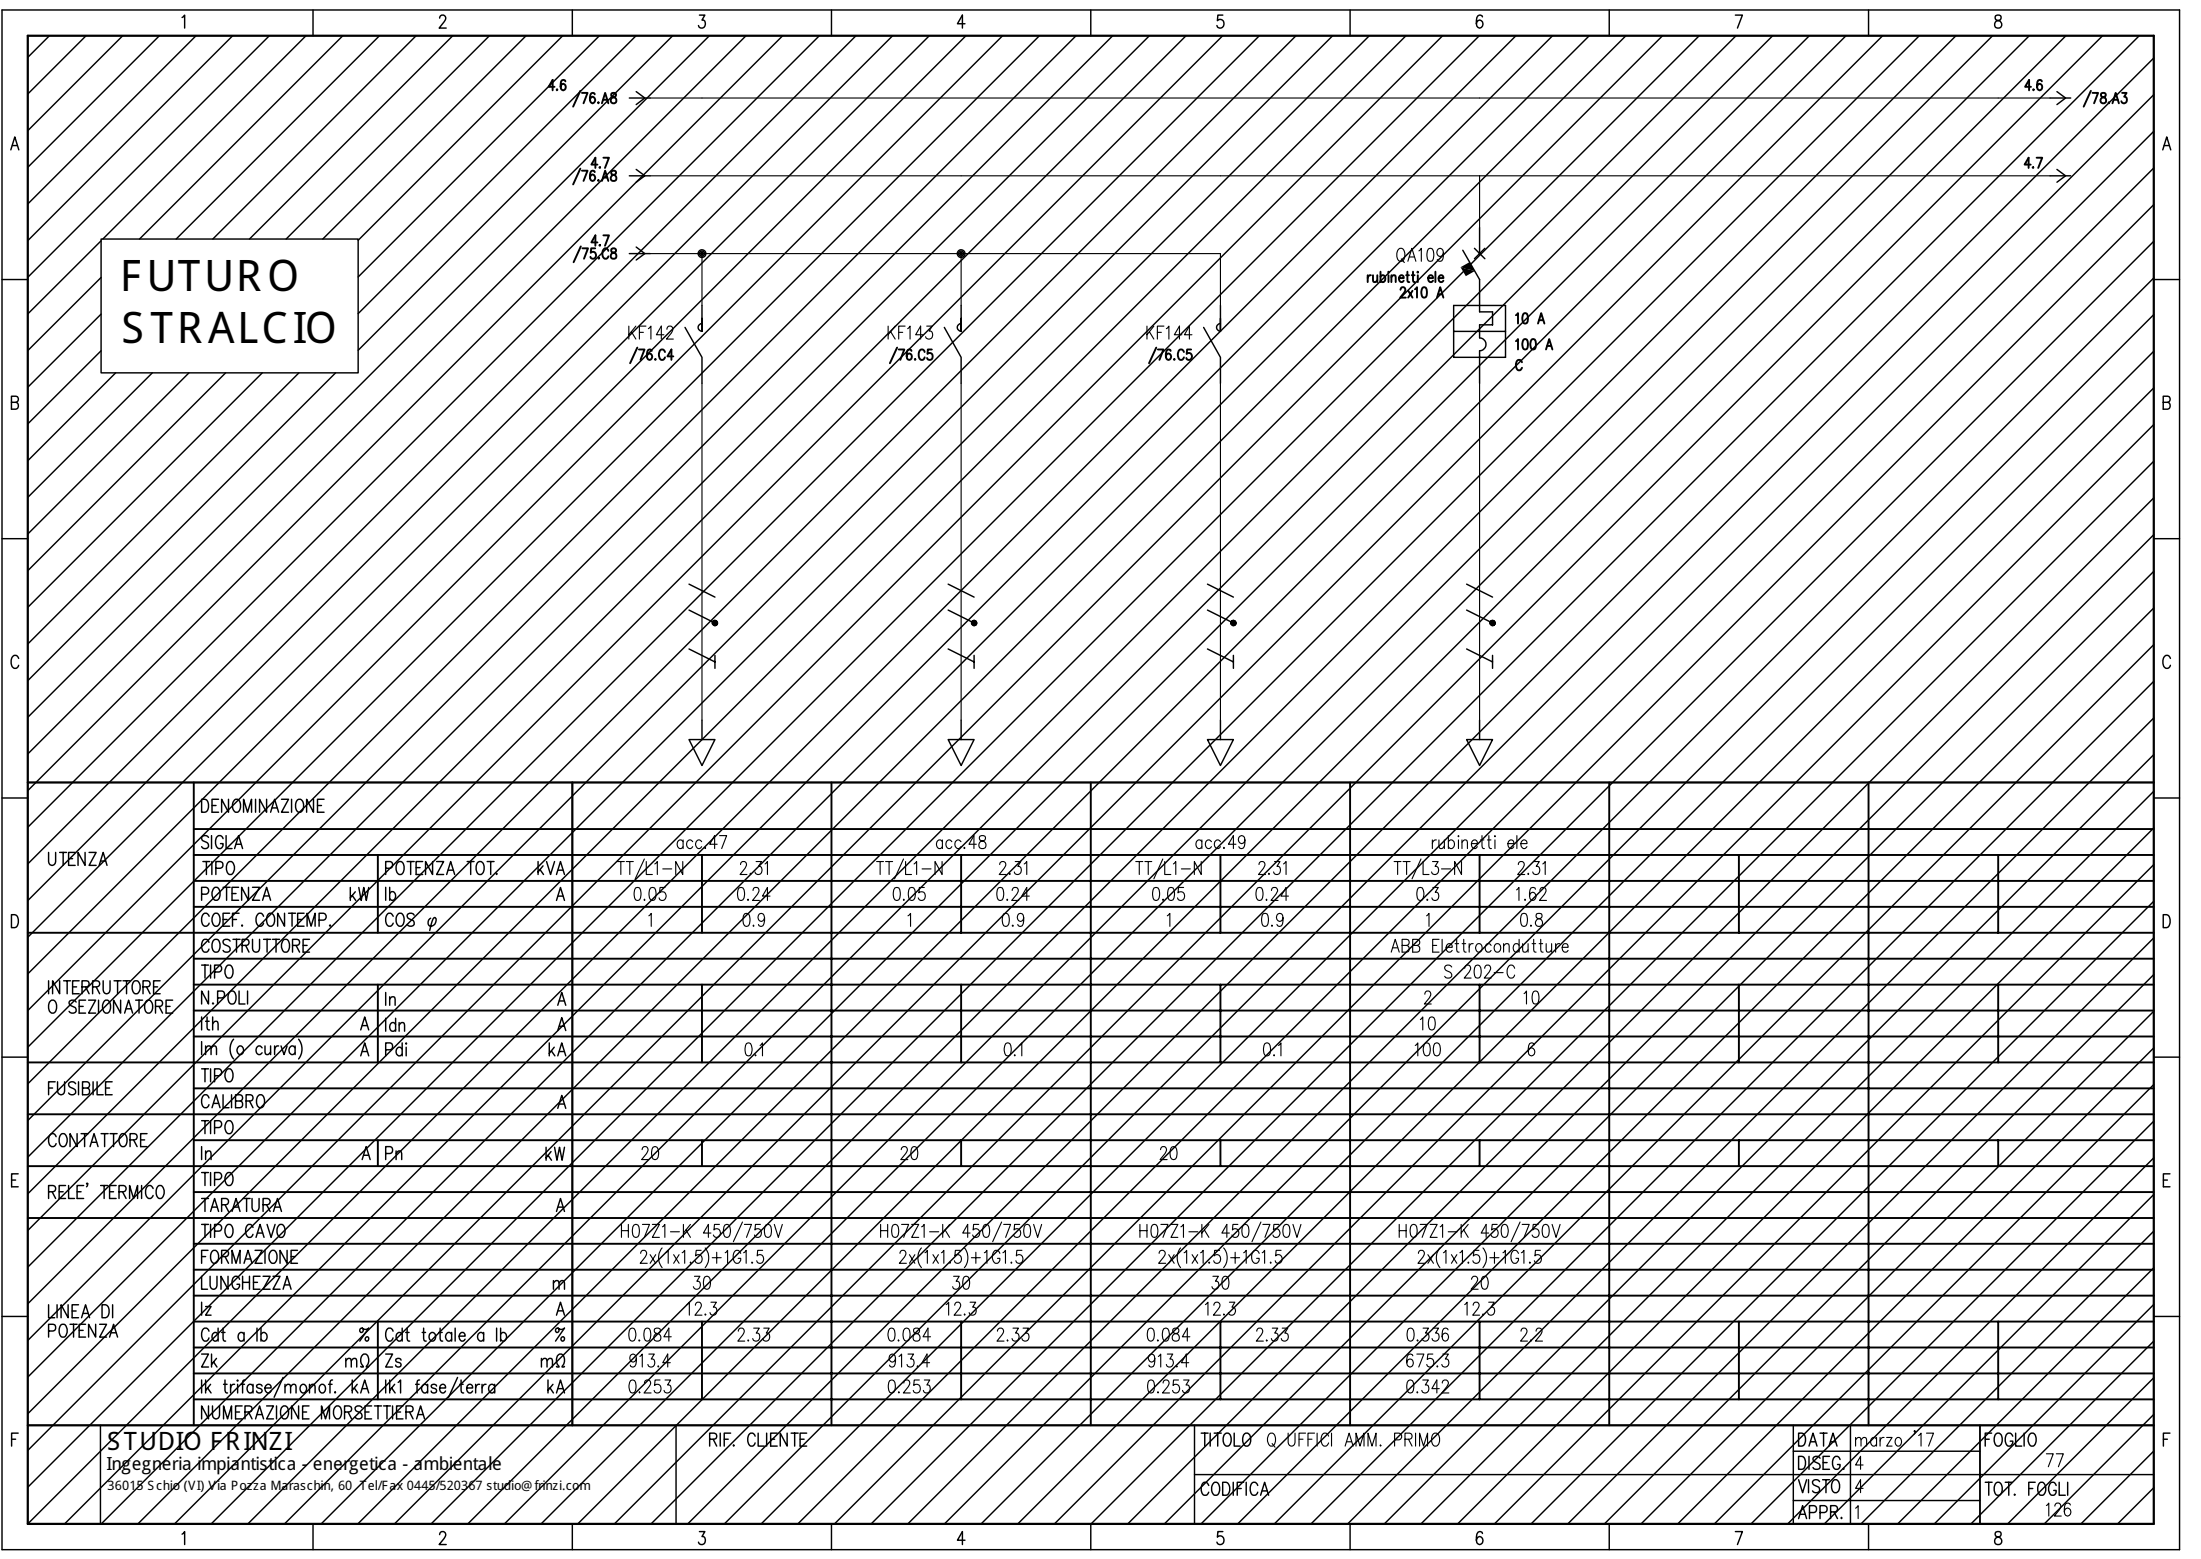 1 2 3 4 5 6 7 8
4.6 4.6
/76.A8 /78.A3
A A
4.7 4.7
/76.A8
4.7
/75.C8
FUTURO
STRALCIO
QA109
rubinetti ele
2x10 A
10 A
100 A
C
KF142 KF143 KF144
/76.C4 /76.C5 /76.C5
B B
C C
UTENZA
DENOMINAZIONE
SIGLA acc.47 acc.48 acc.49 rubinetti ele
TIPO POTENZA TOT. kVA TT/L1-N 2.31 TT/L1-N 2.31 TT/L1-N 2.31 TT/L3-N 2.31
POTENZA kW Ib A 0.05 0.24 0.05 0.24 0.05 0.24 0.3 1.62
D D
COEF. CONTEMP. COS φ 1 0.9 1 0.9 1 0.9 1 0.8
INTERRUTTORE
O SEZIONATORE
COSTRUTTORE ABB Elettrocondutture
TIPO S 202-C
N.POLI In A 2 10
Ith A Idn A 10
Im (o curva) A Pdi kA 0.1 0.1 0.1 100 6
FUSIBILE
TIPO
CALIBRO A
CONTATTORE
TIPO
In A Pn kW 20 20 20
E E
RELE' TERMICO
TIPO
TARATURA A
LINEA DI
POTENZA
TIPO CAVO H07Z1-K 450/750V H07Z1-K 450/750V H07Z1-K 450/750V H07Z1-K 450/750V
FORMAZIONE 2x(1x1.5)+1G1.5 2x(1x1.5)+1G1.5 2x(1x1.5)+1G1.5 2x(1x1.5)+1G1.5
LUNGHEZZA m 30 30 30 20
Iz A 12.3 12.3 12.3 12.3
Cdt a Ib % Cdt totale a Ib % 0.084 2.33 0.084 2.33 0.084 2.33 0.336 2.2
Zk mΩ Zs mΩ 913.4 913.4 913.4 675.3
Ik trifase/monof. kA Ik1 fase/terra kA 0.253 0.253 0.253 0.342
NUMERAZIONE MORSETTIERA
F F
STUDIO FRINZI
Ingegneria impiantistica - energetica - ambientale
36015 Schio (VI) Via Pozza Maraschin, 60 Tel/Fax 0445/520367 studio@frinzi.com
RIF. CLIENTE
TITOLO Q UFFICI AMM. PRIMO
CODIFICA
DATA marzo '17
DISEG. 4
VISTO 4
APPR. 1
FOGLIO
77
TOT. FOGLI
126
1 2 3 4 5 6 7 8